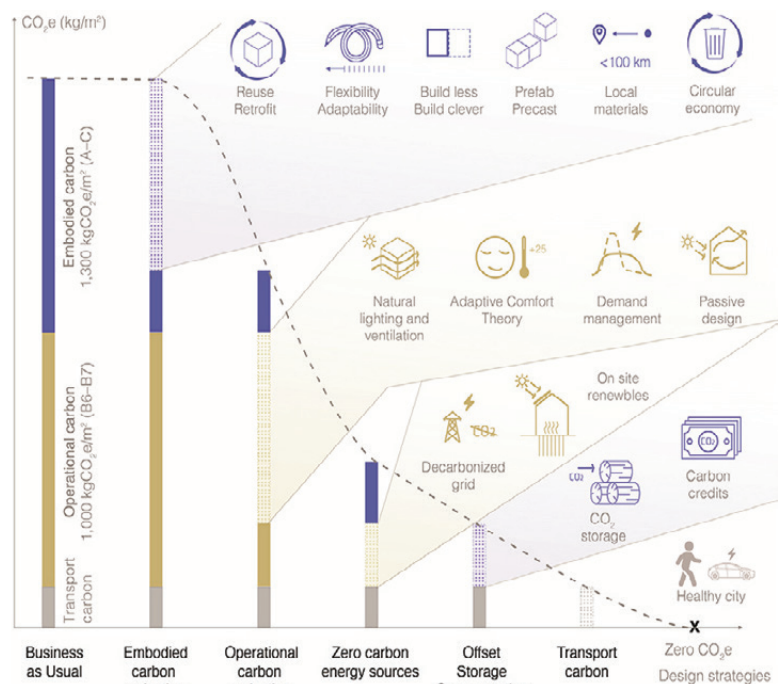 CO₂e (kg/m²)
Reuse
Retrofit
Flexibility
Adaptability
Build less
Build clever
Prefab
Precast
<100 km
Local
materials
Circular
economy
Embodied carbon
1,300 kgCO₂e/m² (A–C)
+25
Natural
lighting and
ventilation
Adaptive Comfort
Theory
Demand
management
Passive
design
Operational carbon
1,000 kgCO₂e/m² (B6–B7)
On site
renewbles
CO₂
Decarbonized
grid
CO₂
CO₂
storage
CO₂
Carbon
credits
Transport
carbon
Healthy city
X
Business
as Usual
Embodied
carbon
Operational
carbon
Zero carbon
energy sources
Offset
Storage
Transport
carbon
Zero CO₂e
Design strategies